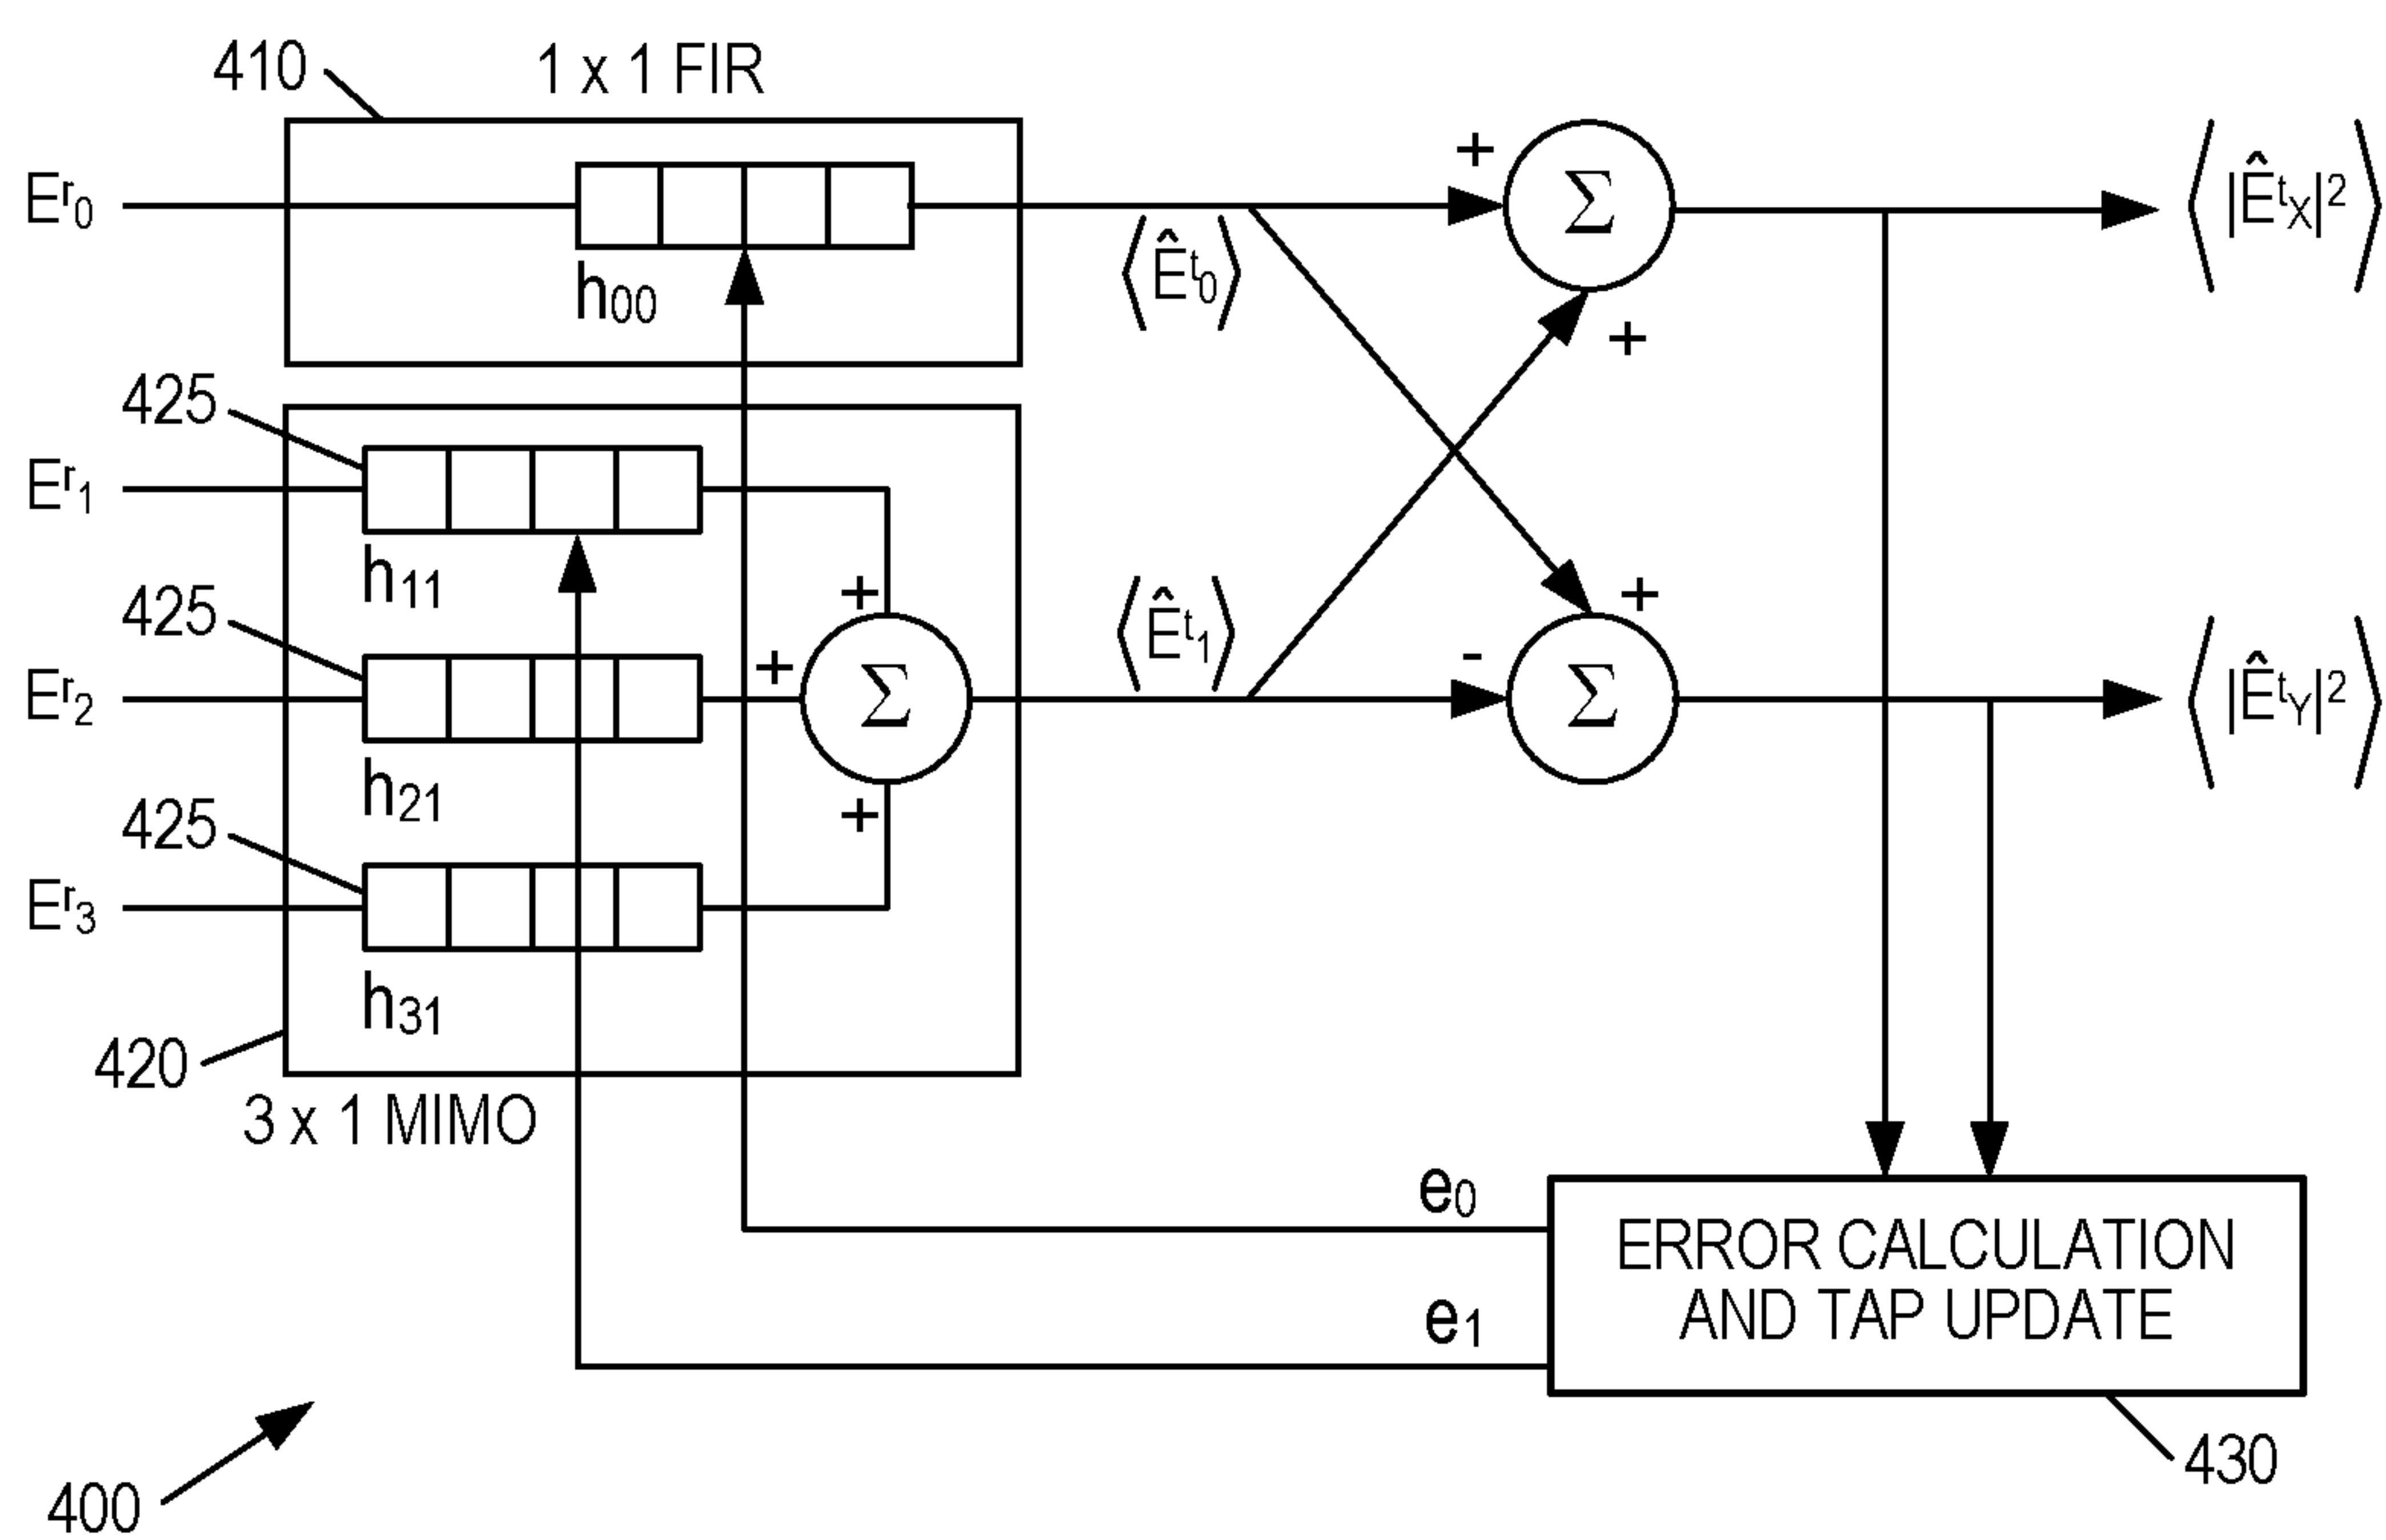 410
1 x 1 FIR
Er0
h00
+
Σ
⟨Êt0⟩
+
⟨|ÊtX|2⟩
425
Er1
h11
425
Er2
h21
425
Er3
h31
+
+
+
Σ
⟨Êt1⟩
+
-
Σ
⟨|ÊtY|2⟩
420
3 x 1 MIMO
e0
e1
ERROR CALCULATION
AND TAP UPDATE
430
400